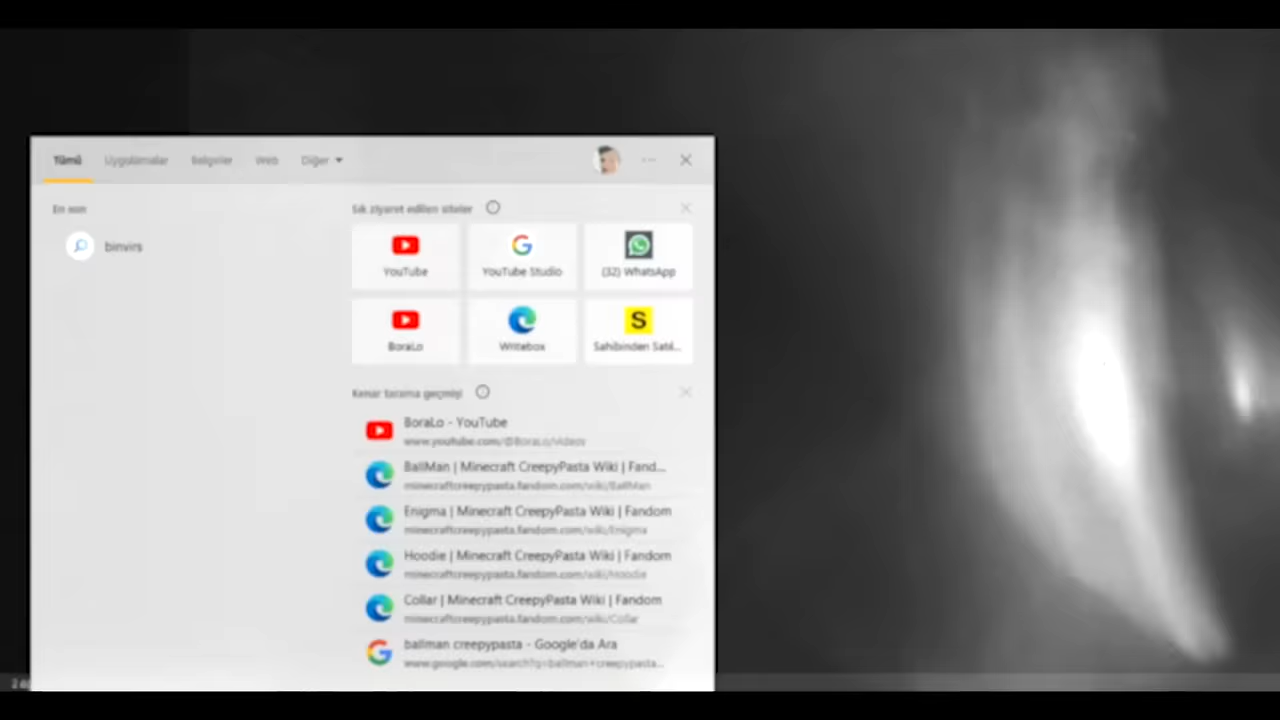 Tümü Uygulamalar Belgeler Web Diğer
En son
binvirs
Sık ziyaret edilen siteler
YouTube YouTube Studio (32) WhatsApp
BoraLo Writebox Sahibinden Satıl...
Kenar tarama geçmişi
BoraLo - YouTube
www.youtube.com/@BoraLo/videos
BallMan | Minecraft CreepyPasta Wiki | Fand...
minecraftcreepypasta.fandom.com/wiki/BallMan
Enigma | Minecraft CreepyPasta Wiki | Fandom
minecraftcreepypasta.fandom.com/wiki/Enigma
Hoodie | Minecraft CreepyPasta Wiki | Fandom
minecraftcreepypasta.fandom.com/wiki/Hoodie
Collar | Minecraft CreepyPasta Wiki | Fandom
minecraftcreepypasta.fandom.com/wiki/Collar
ballman creepypasta - Google'da Ara
www.google.com/search?q=ballman+creepypasta...